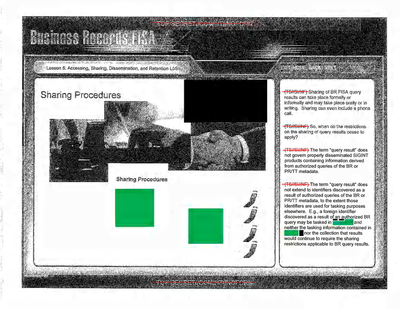 Business Records FISA
Lesson 5: Accessing, Sharing, Dissemination, and Retention
Sharing Procedures
Sharing Procedures
(TS//SI//NF) Sharing of BR FISA query
results can take place formally or
informally and may take place orally or in
writing. Sharing can even include a phone
call.
(TS//SI//NF) So, when do the restrictions
on the sharing of query results cease to
apply?
(TS//SI//NF) The term "query result" does
not govern properly disseminated SIGINT
products containing information derived
from authorized queries of the BR or
PR/TT metadata.
(TS//SI//NF) The term "query result" does
not extend to identifiers discovered as a
result of authorized queries of the BR or
PR/TT metadata, to the extent those
identifiers are used for tasking purposes
elsewhere. E.g., a foreign identifier
discovered as a result of an authorized BR
query may be tasked in and
neither the tasking information contained in
nor the collection that results
would continue to require the sharing
restrictions applicable to BR query results.